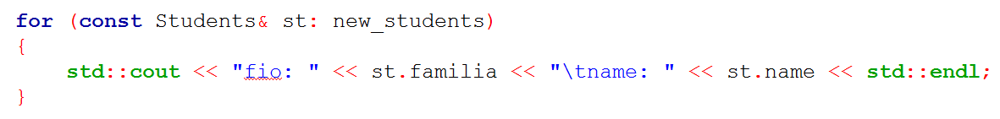 for (const Students& st: new_students)
{
    std::cout << "fio: " << st.familia << "\tname: " << st.name << std::endl;
}